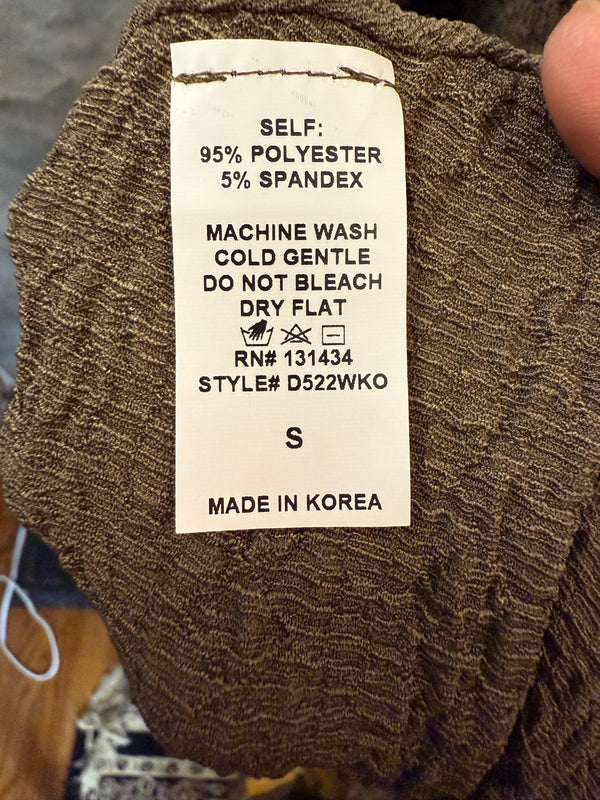 SELF:
95% POLYESTER
5% SPANDEX
MACHINE WASH
COLD GENTLE
DO NOT BLEACH
DRY FLAT
RN# 131434
STYLE# D522WKO
S
MADE IN KOREA